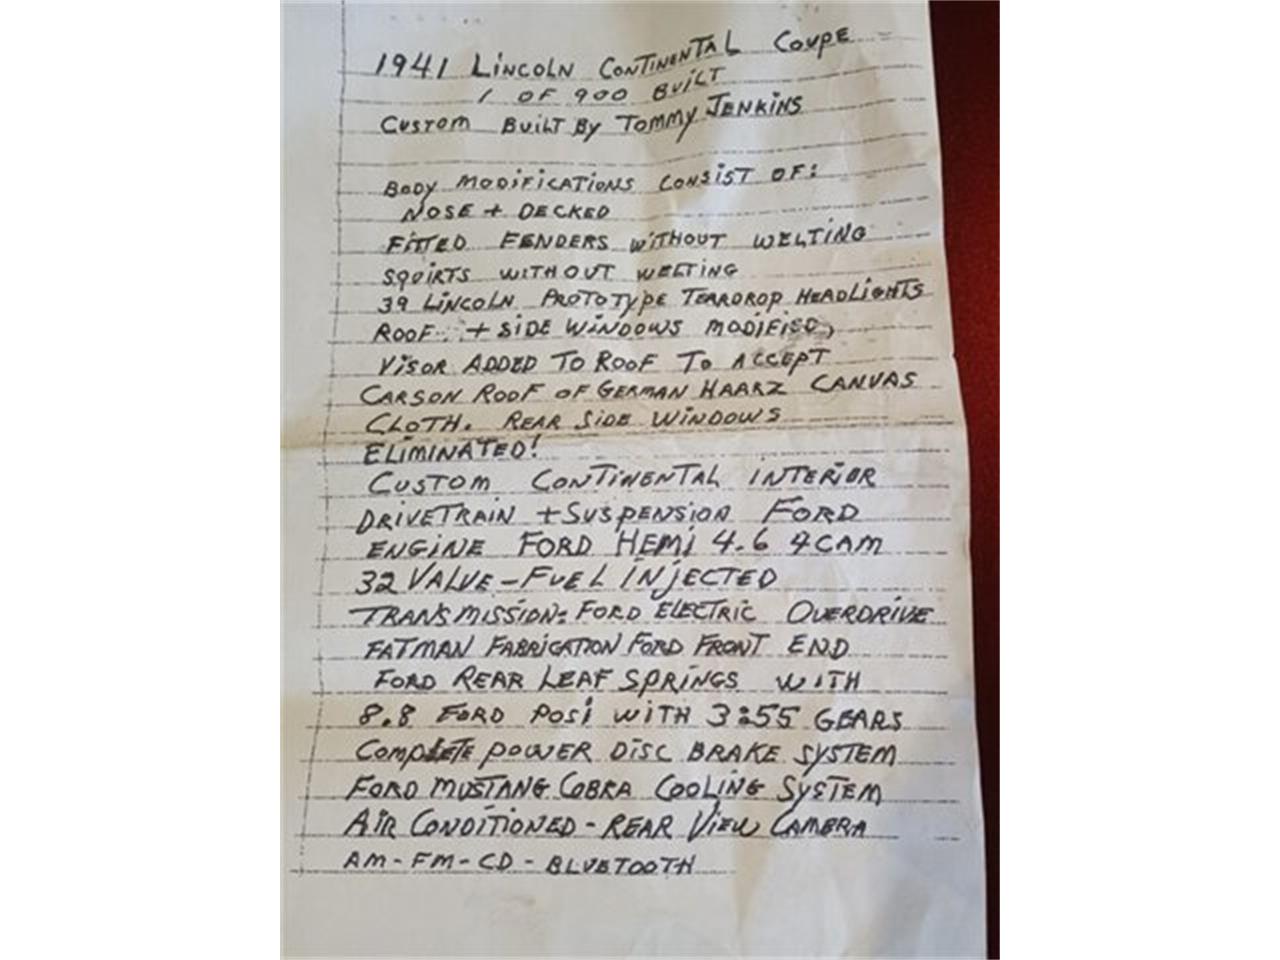 1941 LINCOLN CONTINENTAL COUPE
1 OF 900 BUILT
CUSTOM BUILT BY TOMMY JENKINS
BODY MODIFICATIONS CONSIST OF:
NOSE + DECKED
FITTED FENDERS WITHOUT WELTING
SQUIRTS WITHOUT WELTING
39 LINCOLN PROTOTYPE TEARDROP HEADLIGHTS
ROOF + SIDE WINDOWS MODIFIED,
VISOR ADDED TO ROOF TO ACCEPT
CARSON ROOF OF GERMAN HAARZ CANVAS
CLOTH. REAR SIDE WINDOWS
ELIMINATED!
CUSTOM CONTINENTAL INTERIOR
DRIVETRAIN + SUSPENSION FORD
ENGINE FORD HEMI 4.6 4 CAM
32 VALVE - FUEL INJECTED
TRANSMISSION: FORD ELECTRIC OVERDRIVE
FATMAN FABRICATION FORD FRONT END
FORD REAR LEAF SPRINGS WITH
8.8 FORD POSI WITH 3:55 GEARS
COMPLETE POWER DISC BRAKE SYSTEM
FORD MUSTANG COBRA COOLING SYSTEM
AIR CONDITIONED - REAR VIEW CAMERA
AM - FM - CD - BLUETOOTH